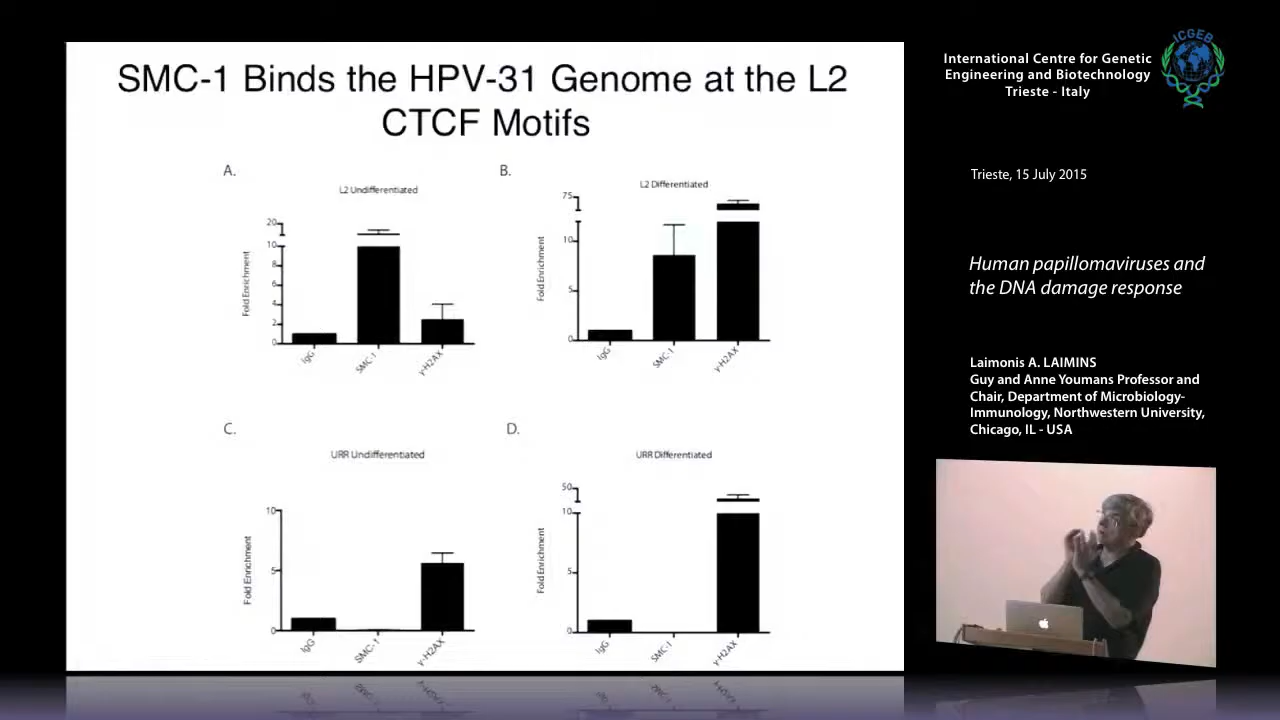 SMC-1 Binds the HPV-31 Genome at the L2
CTCF Motifs
A.
L2 Undifferentiated
20
10
8
6
4
2
0
Fold Enrichment
IgG
SMC-1
γ-H2AX
B.
L2 Differentiated
75
10
5
0
Fold Enrichment
IgG
SMC-1
γ-H2AX
C.
URR Undifferentiated
10
5
0
Fold Enrichment
IgG
SMC-1
γ-H2AX
D.
URR Differentiated
50
10
5
0
Fold Enrichment
IgG
SMC-1
γ-H2AX
International Centre for Genetic
Engineering and Biotechnology
Trieste - Italy
ICGEB
Trieste, 15 July 2015
Human papillomaviruses and
the DNA damage response
Laimonis A. LAIMINS
Guy and Anne Youmans Professor and
Chair, Department of Microbiology-
Immunology, Northwestern University,
Chicago, IL - USA